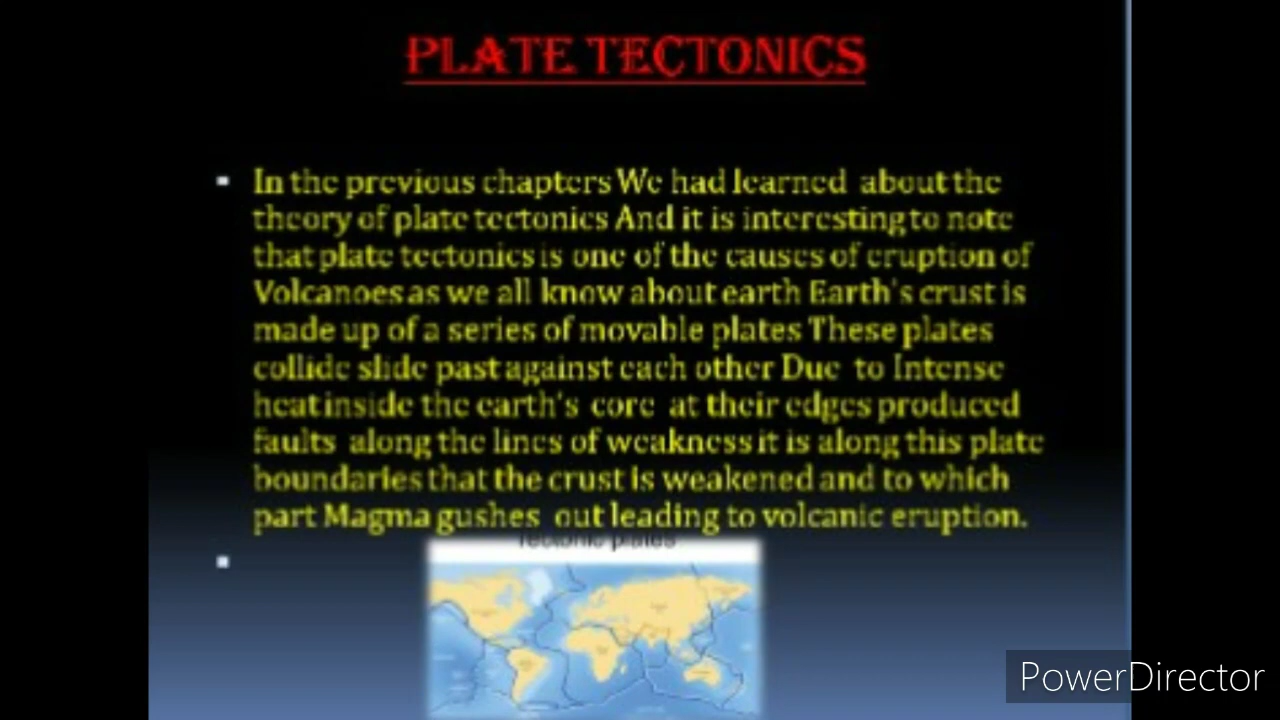 PLATE TECTONICS
In the previous chapters We had learned about the
theory of plate tectonics And it is interesting to note
that plate tectonics is one of the causes of eruption of
Volcanoes as we all know about earth Earth's crust is
made up of a series of movable plates These plates
collide slide past against each other Due to Intense
heat inside the earth's core at their edges produced
faults along the lines of weakness it is along this plate
boundaries that the crust is weakened and to which
part Magma gushes out leading to volcanic eruption.
Tectonic plates
PowerDirector